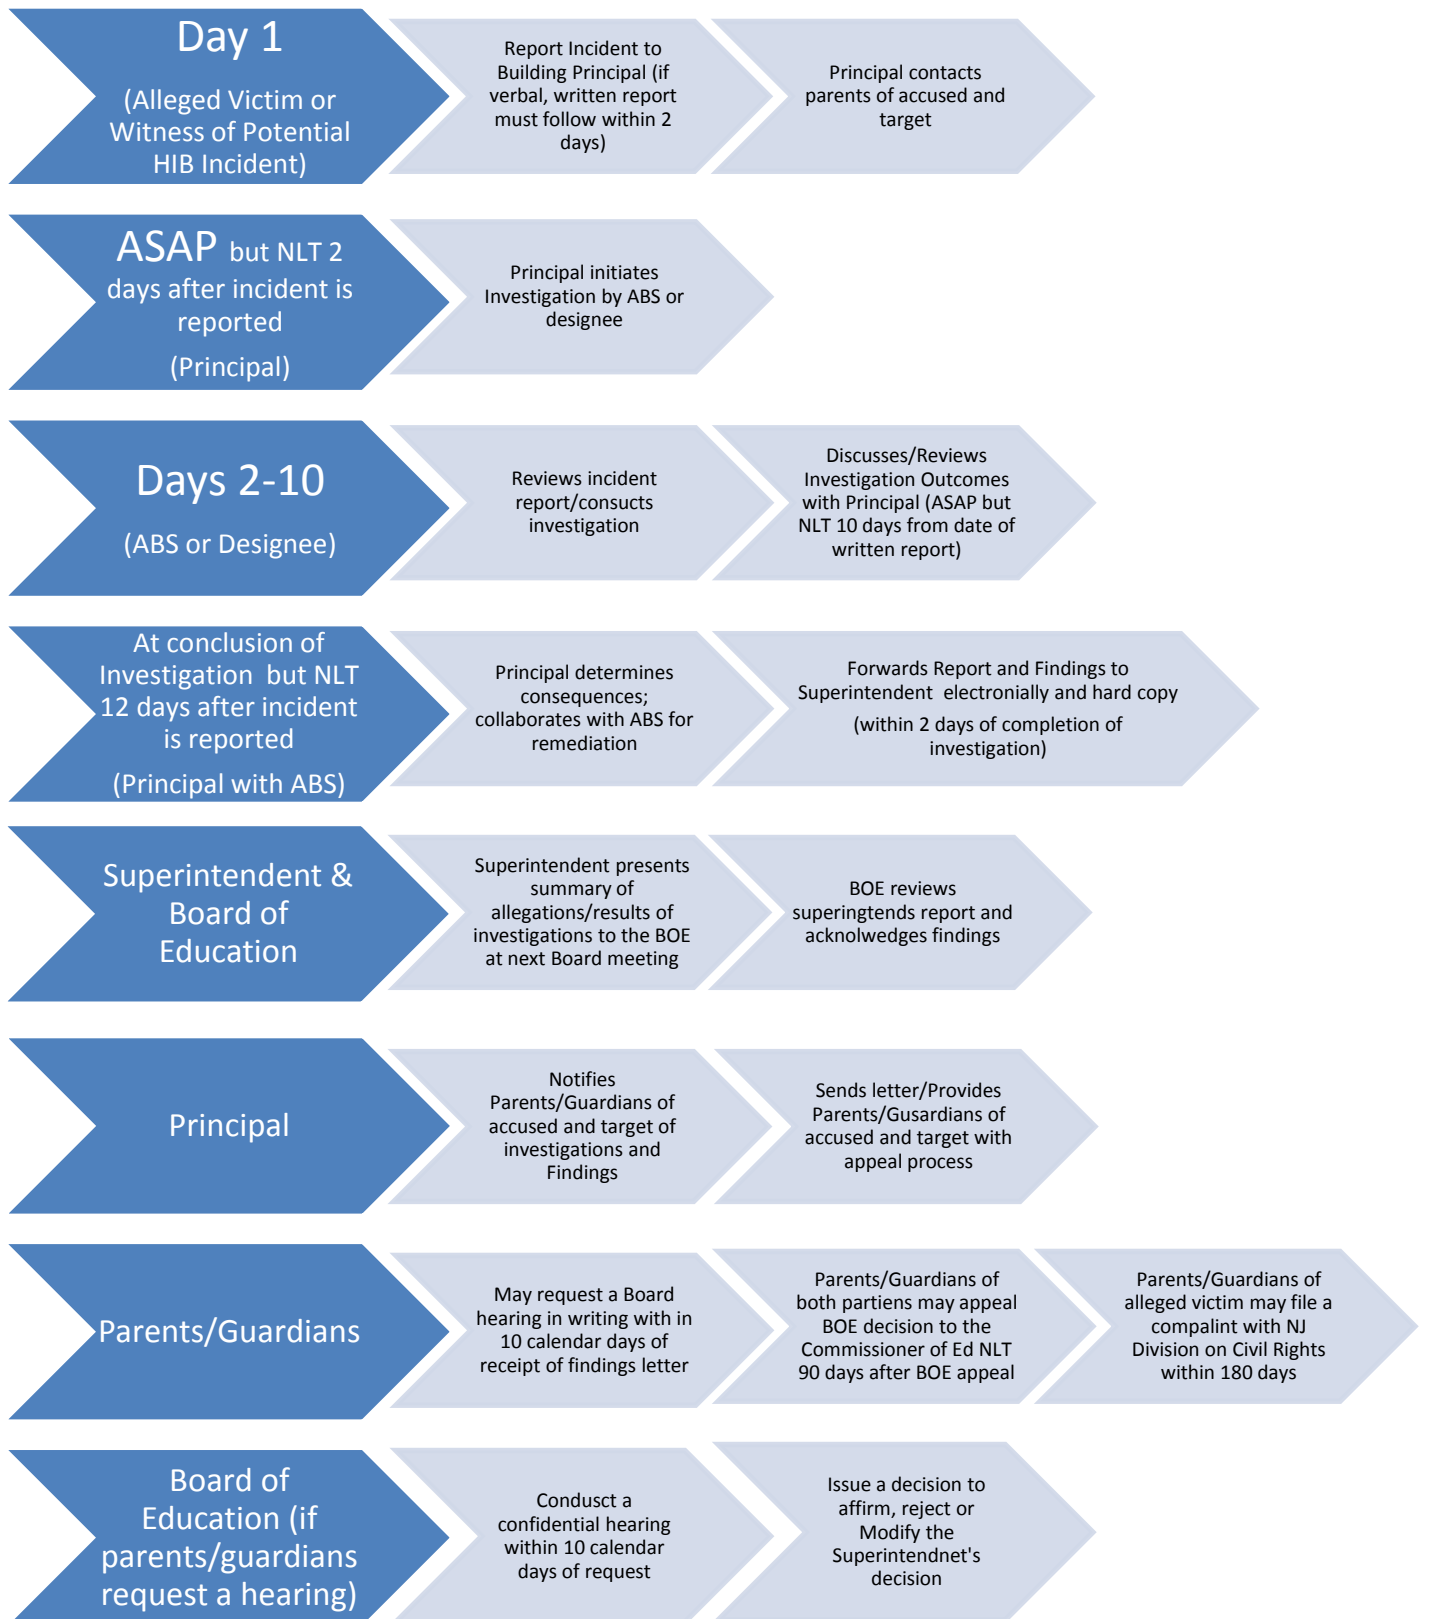 Day 1
(Alleged Victim or
Witness of Potential
HIB Incident)
Report Incident to
Building Principal (if
verbal, written report
must follow within 2
days)
Principal contacts
parents of accused and
target
ASAP but NLT 2
days after incident is
reported
(Principal)
Principal initiates
Investigation by ABS or
designee
Days 2-10
(ABS or Designee)
Reviews incident
report/consucts
investigation
Discusses/Reviews
Investigation Outcomes
with Principal (ASAP but
NLT 10 days from date of
written report)
At conclusion of
Investigation but NLT
12 days after incident
is reported
(Principal with ABS)
Principal determines
consequences;
collaborates with ABS for
remediation
Forwards Report and Findings to
Superintendent electronially and hard copy
(within 2 days of completion of
investigation)
Superintendent &
Board of
Education
Superintendent presents
summary of
allegations/results of
investigations to the BOE
at next Board meeting
BOE reviews
superingtends report and
acknolwedges findings
Principal
Notifies
Parents/Guardians of
accused and target of
investigations and
Findings
Sends letter/Provides
Parents/Gusardians of
accused and target with
appeal process
Parents/Guardians
May request a Board
hearing in writing with in
10 calendar days of
receipt of findings letter
Parents/Guardians of
both partiens may appeal
BOE decision to the
Commissioner of Ed NLT
90 days after BOE appeal
Parents/Guardians of
alleged victim may file a
compalint with NJ
Division on Civil Rights
within 180 days
Board of
Education (if
parents/guardians
request a hearing)
Condusct a
confidential hearing
within 10 calendar
days of request
Issue a decision to
affirm, reject or
Modify the
Superintendnet's
decision